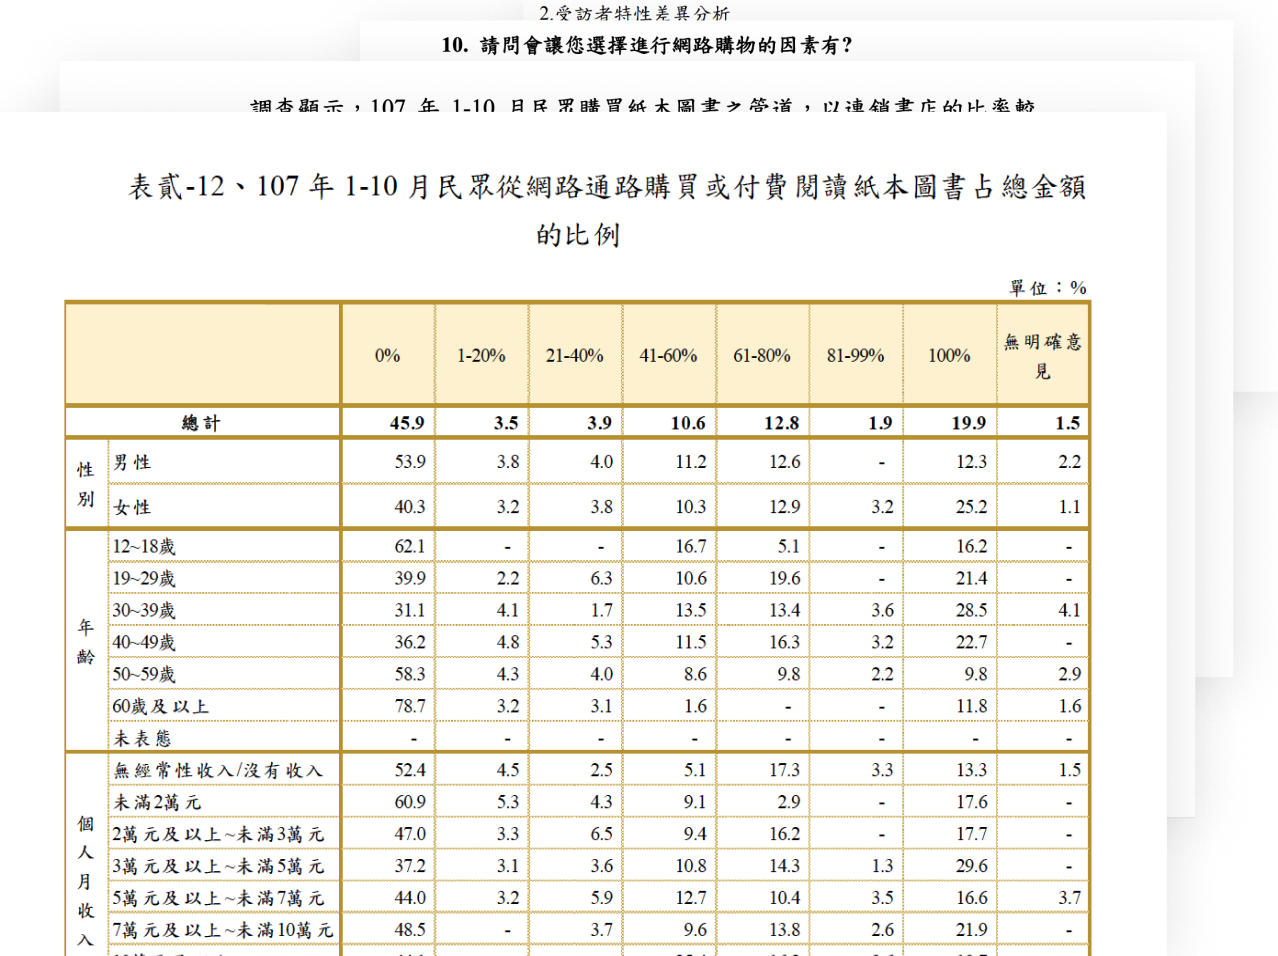 2.受訪者特性差異分析
10. 請問會讓您選擇進行網路購物的因素有?
調查顯示，107 年 1-10 月民眾購買紙本圖書之管道，以連鎖書店的比率較
表貳-12、107 年 1-10 月民眾從網路通路購買或付費閱讀紙本圖書占總金額
的比例
單位：%
0% 1-20% 21-40% 41-60% 61-80% 81-99% 100% 無明確意見
總計 45.9 3.5 3.9 10.6 12.8 1.9 19.9 1.5
性別
男性 53.9 3.8 4.0 11.2 12.6 - 12.3 2.2
女性 40.3 3.2 3.8 10.3 12.9 3.2 25.2 1.1
年齡
12~18歲 62.1 - - 16.7 5.1 - 16.2 -
19~29歲 39.9 2.2 6.3 10.6 19.6 - 21.4 -
30~39歲 31.1 4.1 1.7 13.5 13.4 3.6 28.5 4.1
40~49歲 36.2 4.8 5.3 11.5 16.3 3.2 22.7 -
50~59歲 58.3 4.3 4.0 8.6 9.8 2.2 9.8 2.9
60歲及以上 78.7 3.2 3.1 1.6 - - 11.8 1.6
未表態 - - - - - - - -
個人月收入
無經常性收入/沒有收入 52.4 4.5 2.5 5.1 17.3 3.3 13.3 1.5
未滿2萬元 60.9 5.3 4.3 9.1 2.9 - 17.6 -
2萬元及以上~未滿3萬元 47.0 3.3 6.5 9.4 16.2 - 17.7 -
3萬元及以上~未滿5萬元 37.2 3.1 3.6 10.8 14.3 1.3 29.6 -
5萬元及以上~未滿7萬元 44.0 3.2 5.9 12.7 10.4 3.5 16.6 3.7
7萬元及以上~未滿10萬元 48.5 - 3.7 9.6 13.8 2.6 21.9 -